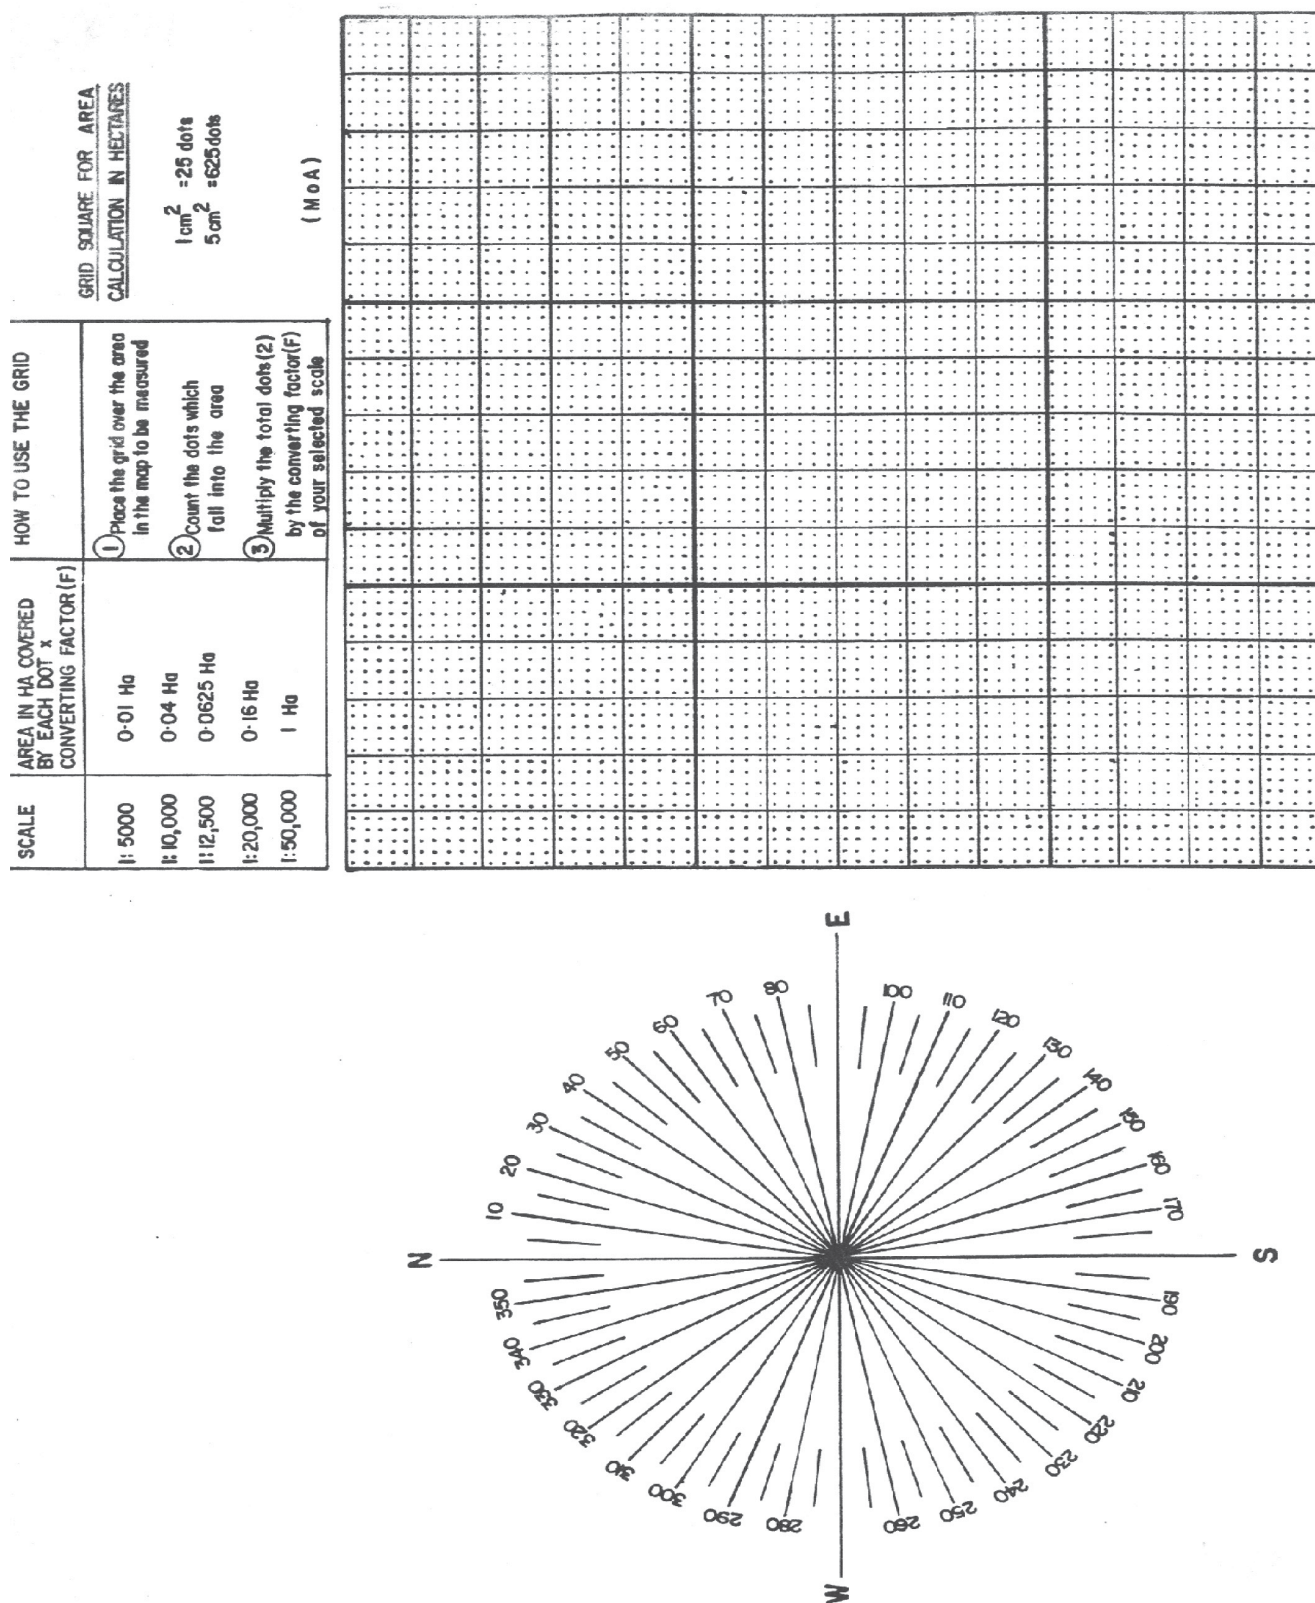 SCALE
AREA IN HA COVERED
BY EACH DOT X
CONVERTING FACTOR (F)
HOW TO USE THE GRID
1: 5000
0.01 Ha
1: 10,000
0.04 Ha
1: 12,500
0.0625 Ha
1:20,000
0.16 Ha
1:50,000
1 Ha
1 Place the grid over the area
in the map to be measured
2 Count the dots which
fall into the area
3 Multiply the total dots (2)
by the converting factor (F)
of your selected scale
GRID SQUARE FOR AREA
CALCULATION IN HECTARES
1cm² = 25 dots
5cm² = 625 dots
(MoA)
N
10
20
30
40
50
60
70
80
E
100
110
120
130
140
150
160
170
S
190
200
210
220
230
240
250
260
W
280
290
300
310
320
330
340
350